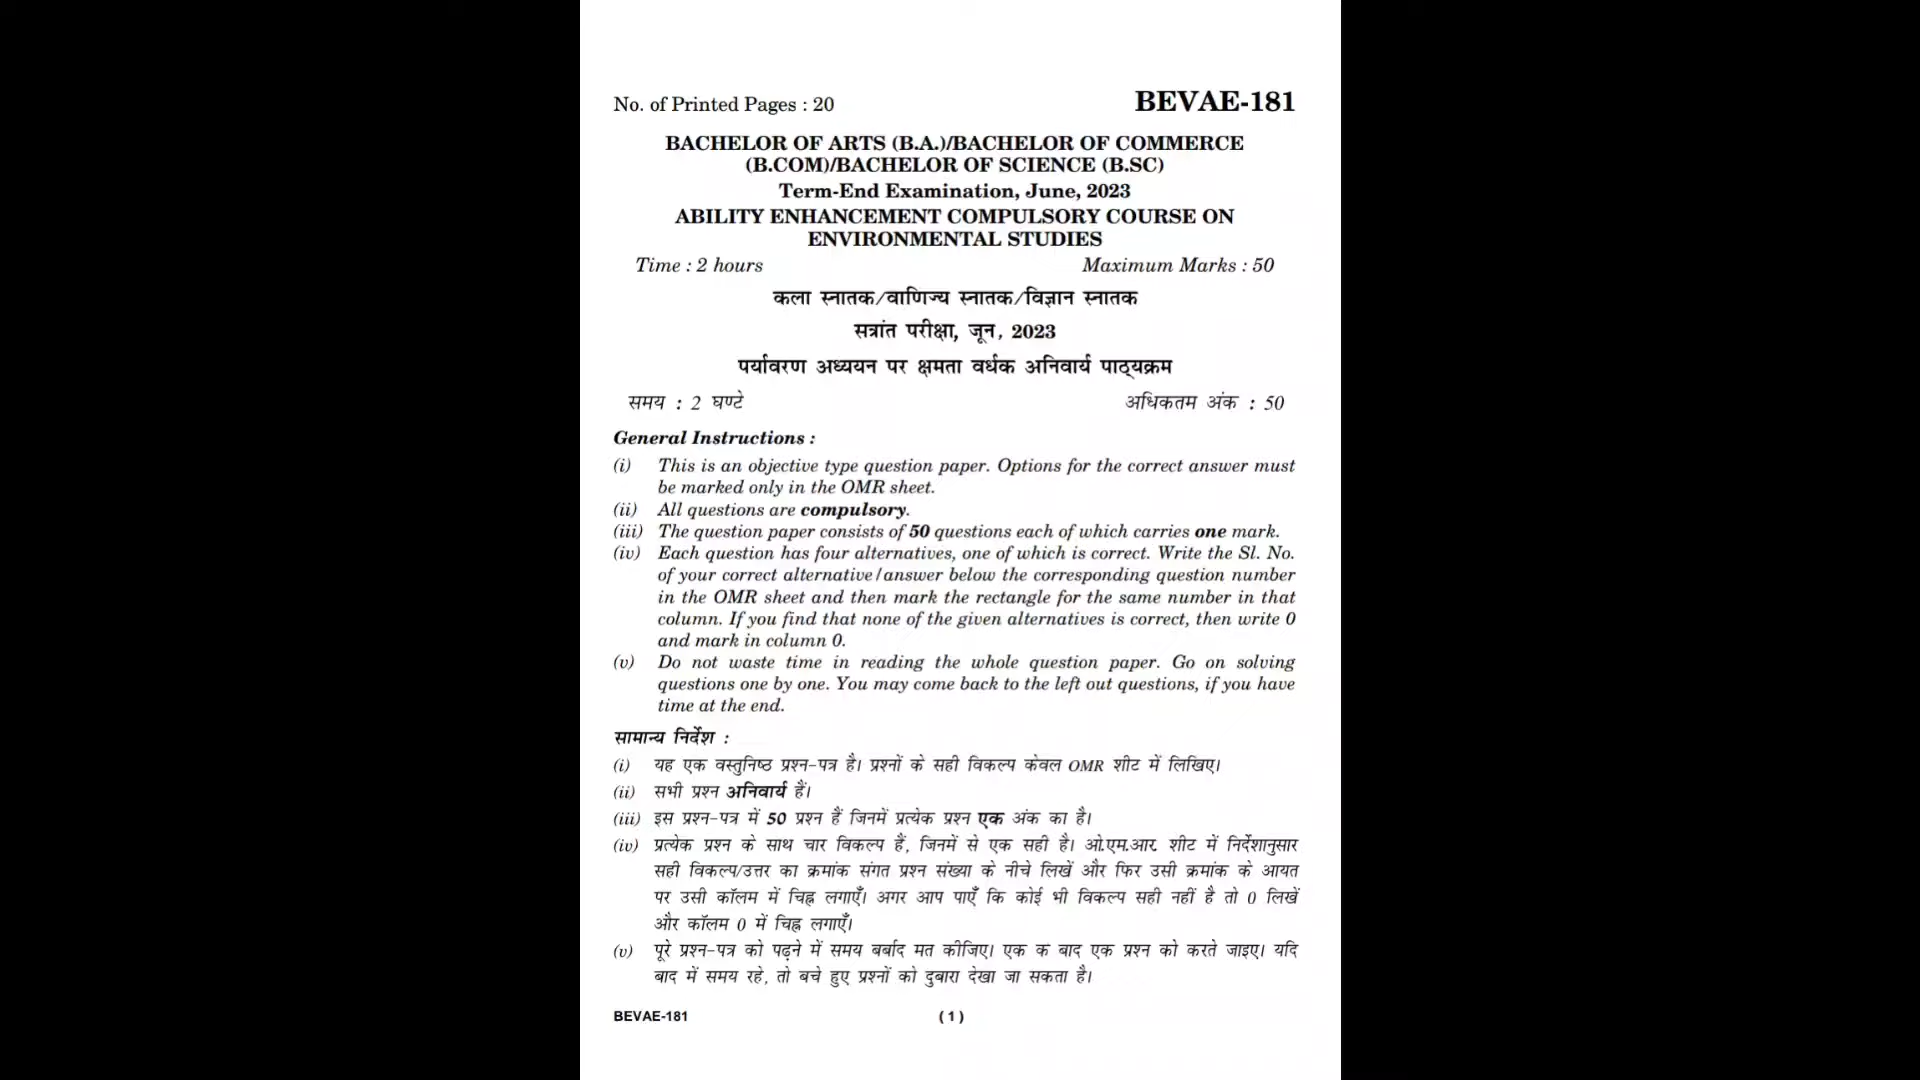 No. of Printed Pages : 20
BEVAE-181
BACHELOR OF ARTS (B.A.)/BACHELOR OF COMMERCE
(B.COM)/BACHELOR OF SCIENCE (B.SC)
Term-End Examination, June, 2023
ABILITY ENHANCEMENT COMPULSORY COURSE ON
ENVIRONMENTAL STUDIES
Time : 2 hours
Maximum Marks : 50
कला स्नातक/वाणिज्य स्नातक/विज्ञान स्नातक
सत्रांत परीक्षा, जून, 2023
पर्यावरण अध्ययन पर क्षमता वर्धक अनिवार्य पाठ्यक्रम
समय : 2 घण्टे
अधिकतम अंक : 50
General Instructions :
(i) This is an objective type question paper. Options for the correct answer must
be marked only in the OMR sheet.
(ii) All questions are compulsory.
(iii) The question paper consists of 50 questions each of which carries one mark.
(iv) Each question has four alternatives, one of which is correct. Write the Sl. No.
of your correct alternative/answer below the corresponding question number
in the OMR sheet and then mark the rectangle for the same number in that
column. If you find that none of the given alternatives is correct, then write 0
and mark in column 0.
(v) Do not waste time in reading the whole question paper. Go on solving
questions one by one. You may come back to the left out questions, if you have
time at the end.
सामान्य निर्देश :
(i) यह एक वस्तुनिष्ठ प्रश्न-पत्र है। प्रश्नों के सही विकल्प केवल OMR शीट में लिखिए।
(ii) सभी प्रश्न अनिवार्य हैं।
(iii) इस प्रश्न-पत्र में 50 प्रश्न हैं जिनमें प्रत्येक प्रश्न एक अंक का है।
(iv) प्रत्येक प्रश्न के साथ चार विकल्प हैं, जिनमें से एक सही है। ओ.एम.आर. शीट में निर्देशानुसार
सही विकल्प/उत्तर का क्रमांक संगत प्रश्न संख्या के नीचे लिखें और फिर उसी क्रमांक के आयत
पर उसी कॉलम में चिह्न लगाएँ। अगर आप पाएँ कि कोई भी विकल्प सही नहीं है तो 0 लिखें
और कॉलम 0 में चिह्न लगाएँ।
(v) पूरे प्रश्न-पत्र को पढ़ने में समय बर्बाद मत कीजिए। एक क बाद एक प्रश्न को करते जाइए। यदि
बाद में समय रहे, तो बचे हुए प्रश्नों को दुबारा देखा जा सकता है।
BEVAE-181
( 1 )